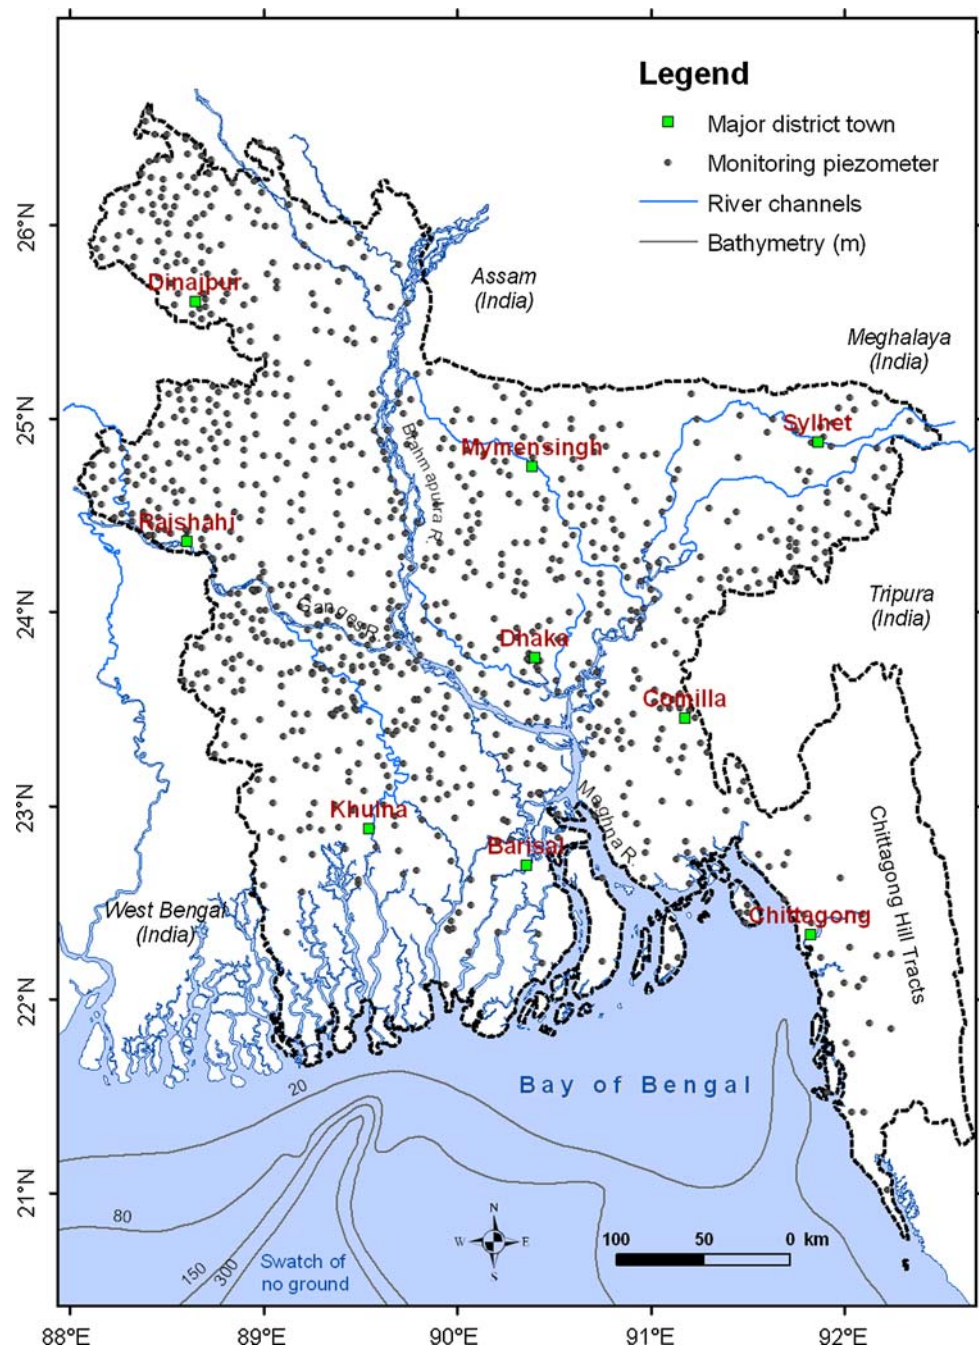 Legend
Major district town
Monitoring piezometer
River channels
Bathymetry (m)
26°N
25°N
24°N
23°N
22°N
21°N
Dinajpur
Assam
(India)
Meghalaya
(India)
Sylhet
Mymensingh
Brahmaputra R.
Rajshahi
Ganges R.
Dhaka
Tripura
(India)
Comilla
Khulna
Meghna R.
Barisal
Chittagong Hill Tracts
West Bengal
(India)
Chittagong
Bay of Bengal
20
80
150
300
Swatch of
no ground
N
W
E
S
100 50 0 km
88°E 89°E 90°E 91°E 92°E